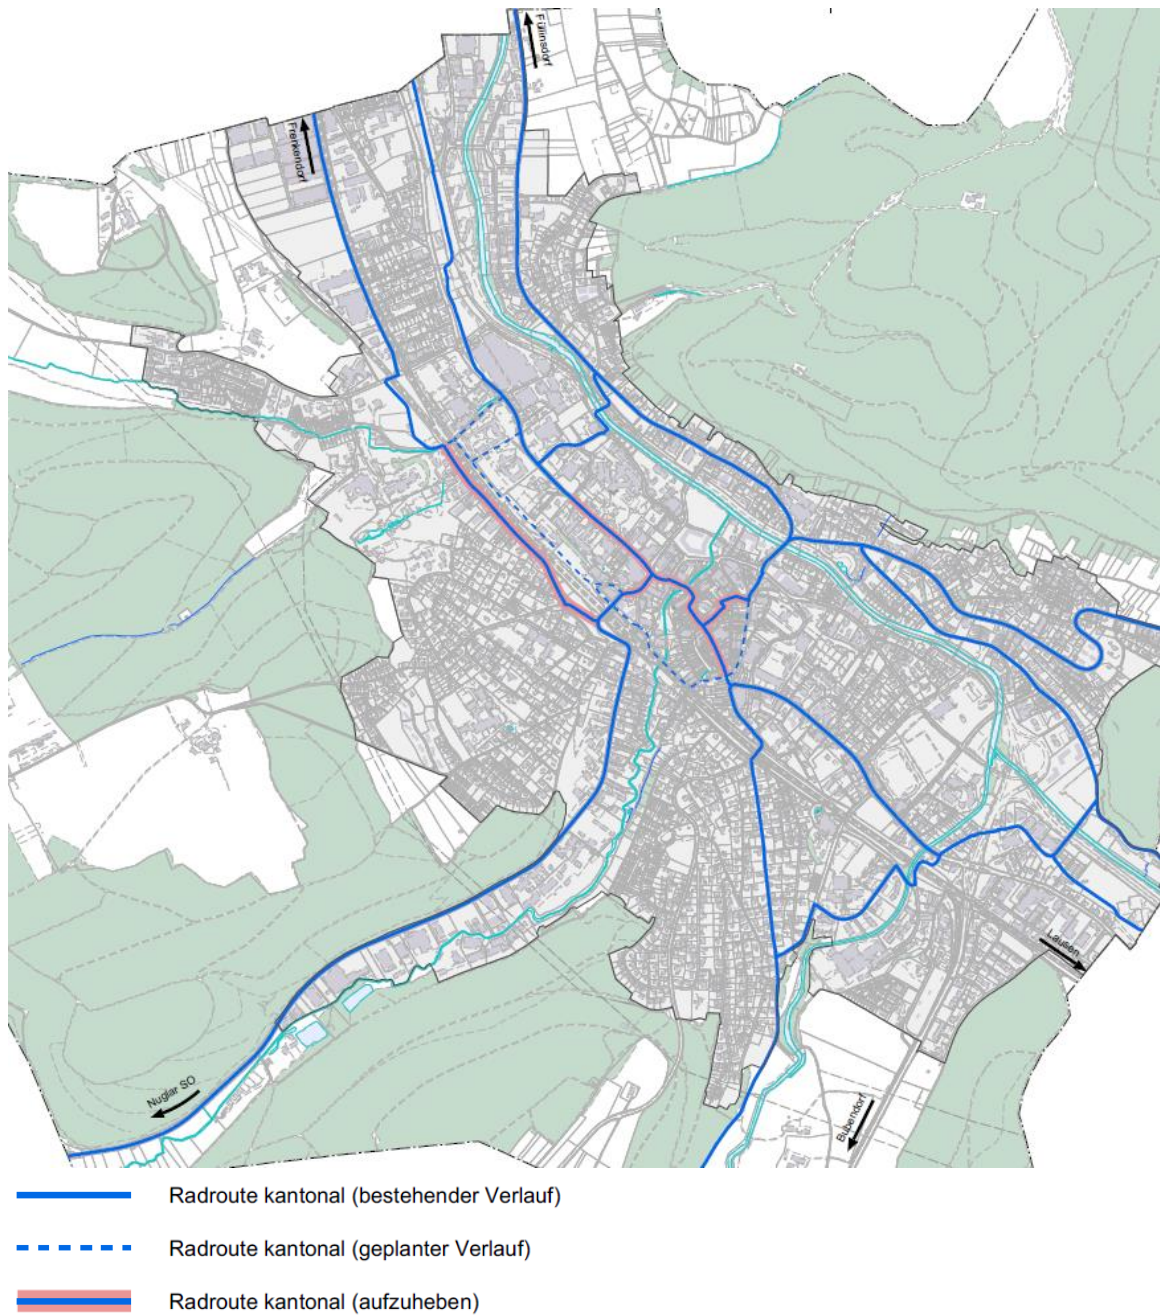 Füllinsdorf
Frenkendorf
Lausen
Nuglar SO
Bubendorf
Radroute kantonal (bestehender Verlauf)
Radroute kantonal (geplanter Verlauf)
Radroute kantonal (aufzuheben)